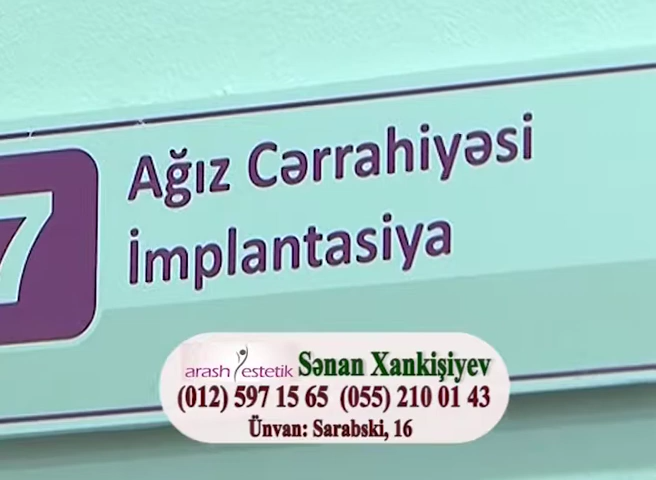 7
Ağız Cərrahiyəsi
İmplantasiya
arash estetik Sənan Xankişiyev
(012) 597 15 65 (055) 210 01 43
Ünvan: Sarabski, 16